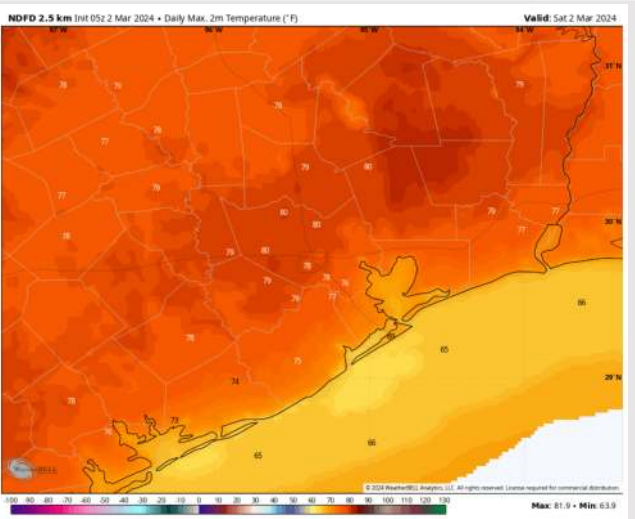 NDFD 2.5 km Init 05z 2 Mar 2024 • Daily Max. 2m Temperature (°F) Valid: Sat 2 Mar 2024
97°W 96°W 95°W 94°W
31°N
78 79 79
78
78
77
79 80
77 79
80 79 77
78 80 77 30°N
79 80
78
79 78 76
79 77
66
78 65
75 29°N
74
78
73
66
65
WeatherBELL
© 2024 WeatherBELL Analytics, LLC. All rights reserved. License required for commercial distribution.
-100 -90 -80 -70 -60 -50 -40 -30 -20 -10 0 10 20 30 40 50 60 70 80 90 100 110 120 130
Max: 81.9 • Min: 63.9